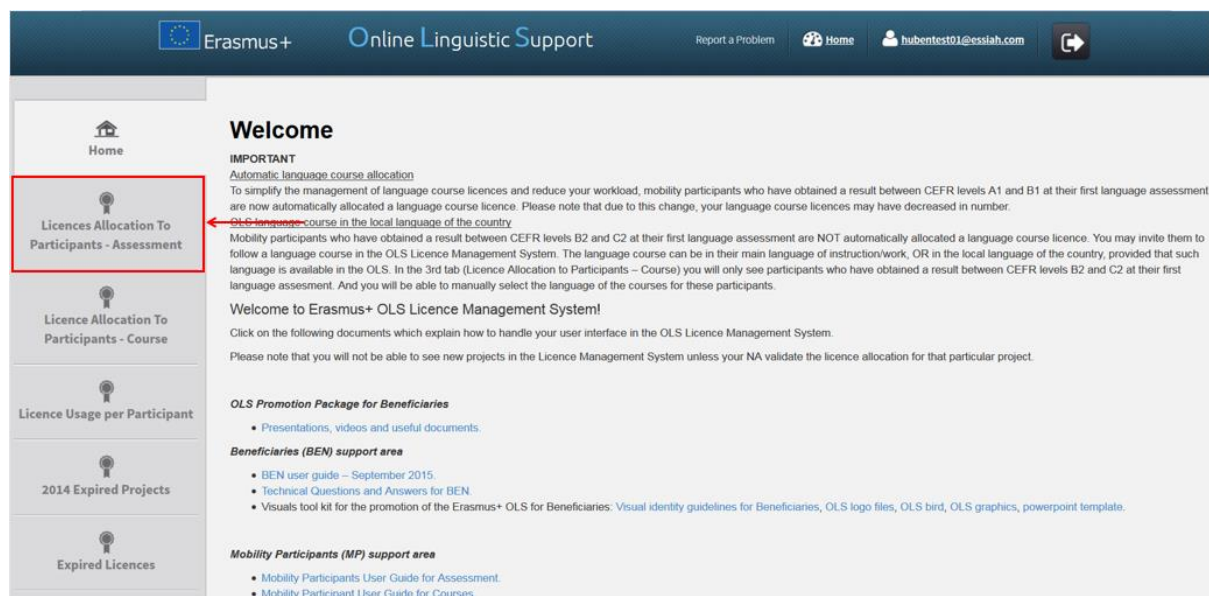 Erasmus+ Online Linguistic Support Report a Problem Home hubentest01@essiah.com
Home
Licences Allocation To
Participants - Assessment
Licence Allocation To
Participants - Course
Licence Usage per Participant
2014 Expired Projects
Expired Licences
Welcome
IMPORTANT
Automatic language course allocation
To simplify the management of language course licences and reduce your workload, mobility participants who have obtained a result between CEFR levels A1 and B1 at their first language assessment
are now automatically allocated a language course licence. Please note that due to this change, your language course licences may have decreased in number.
OLS language course in the local language of the country
Mobility participants who have obtained a result between CEFR levels B2 and C2 at their first language assessment are NOT automatically allocated a language course licence. You may invite them to
follow a language course in the OLS Licence Management System. The language course can be in their main language of instruction/work, OR in the local language of the country, provided that such
language is available in the OLS. In the 3rd tab (Licence Allocation to Participants – Course) you will only see participants who have obtained a result between CEFR levels B2 and C2 at their first
language assesment. And you will be able to manually select the language of the courses for these participants.
Welcome to Erasmus+ OLS Licence Management System!
Click on the following documents which explain how to handle your user interface in the OLS Licence Management System.
Please note that you will not be able to see new projects in the Licence Management System unless your NA validate the licence allocation for that particular project.
OLS Promotion Package for Beneficiaries
• Presentations, videos and useful documents.
Beneficiaries (BEN) support area
• BEN user guide – September 2015.
• Technical Questions and Answers for BEN.
• Visuals tool kit for the promotion of the Erasmus+ OLS for Beneficiaries: Visual identity guidelines for Beneficiaries, OLS logo files, OLS bird, OLS graphics, powerpoint template.
Mobility Participants (MP) support area
• Mobility Participants User Guide for Assessment.
• Mobility Participant User Guide for Courses.